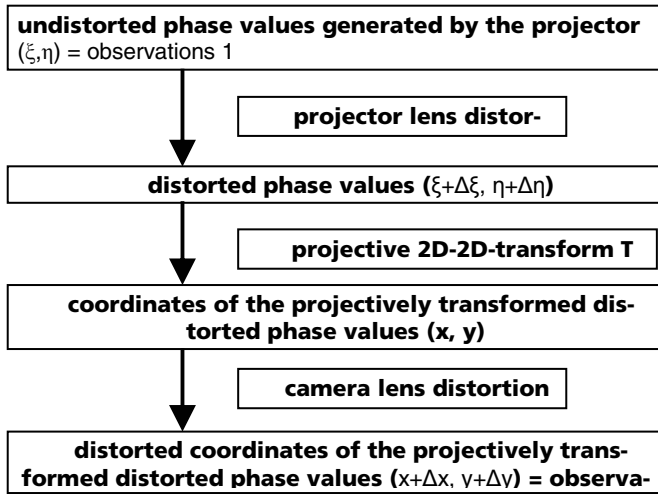 undistorted phase values generated by the projector
(ξ,η) = observations 1
projector lens distor-
distorted phase values (ξ+Δξ, η+Δη)
projective 2D-2D-transform T
coordinates of the projectively transformed dis-
torted phase values (x, y)
camera lens distortion
distorted coordinates of the projectively trans-
formed distorted phase values (x+Δx, y+Δy) = observa-